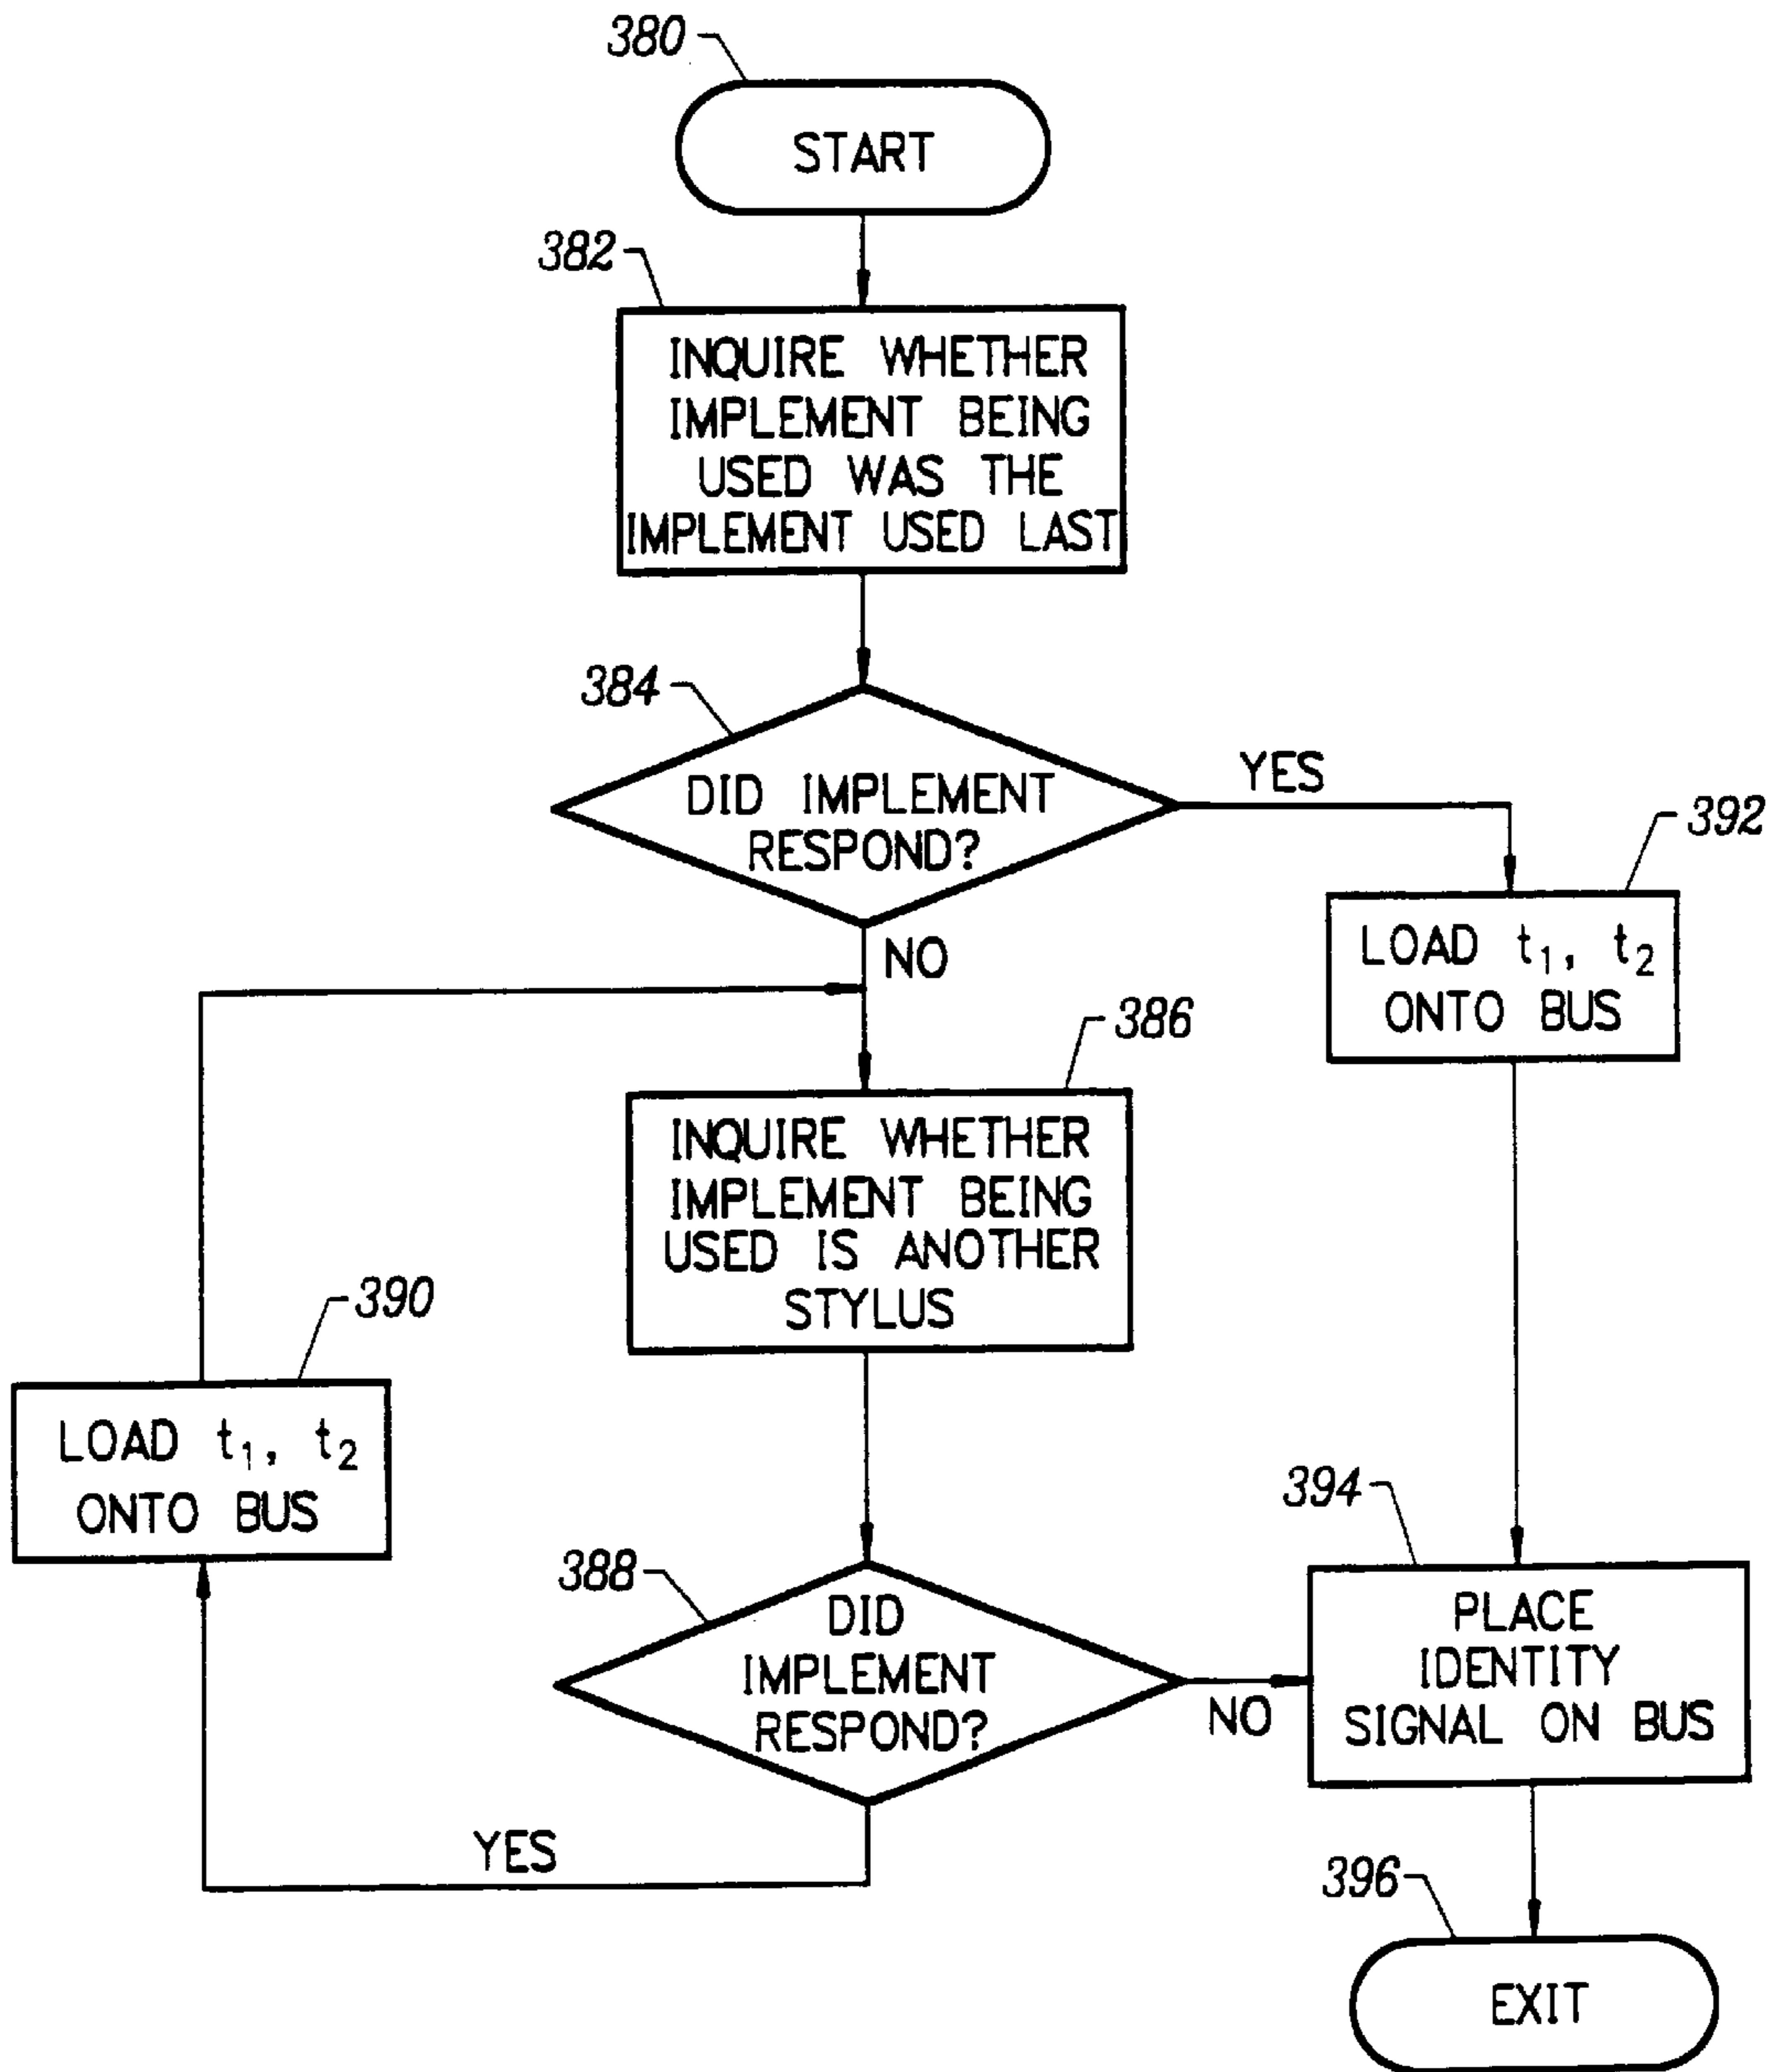 380
START
382
INQUIRE WHETHER
IMPLEMENT BEING
USED WAS THE
IMPLEMENT USED LAST
384
DID IMPLEMENT
RESPOND?
YES
392
LOAD t₁, t₂
ONTO BUS
NO
386
INQUIRE WHETHER
IMPLEMENT BEING
USED IS ANOTHER
STYLUS
390
LOAD t₁, t₂
ONTO BUS
388
DID
IMPLEMENT
RESPOND?
NO
YES
394
PLACE
IDENTITY
SIGNAL ON BUS
396
EXIT